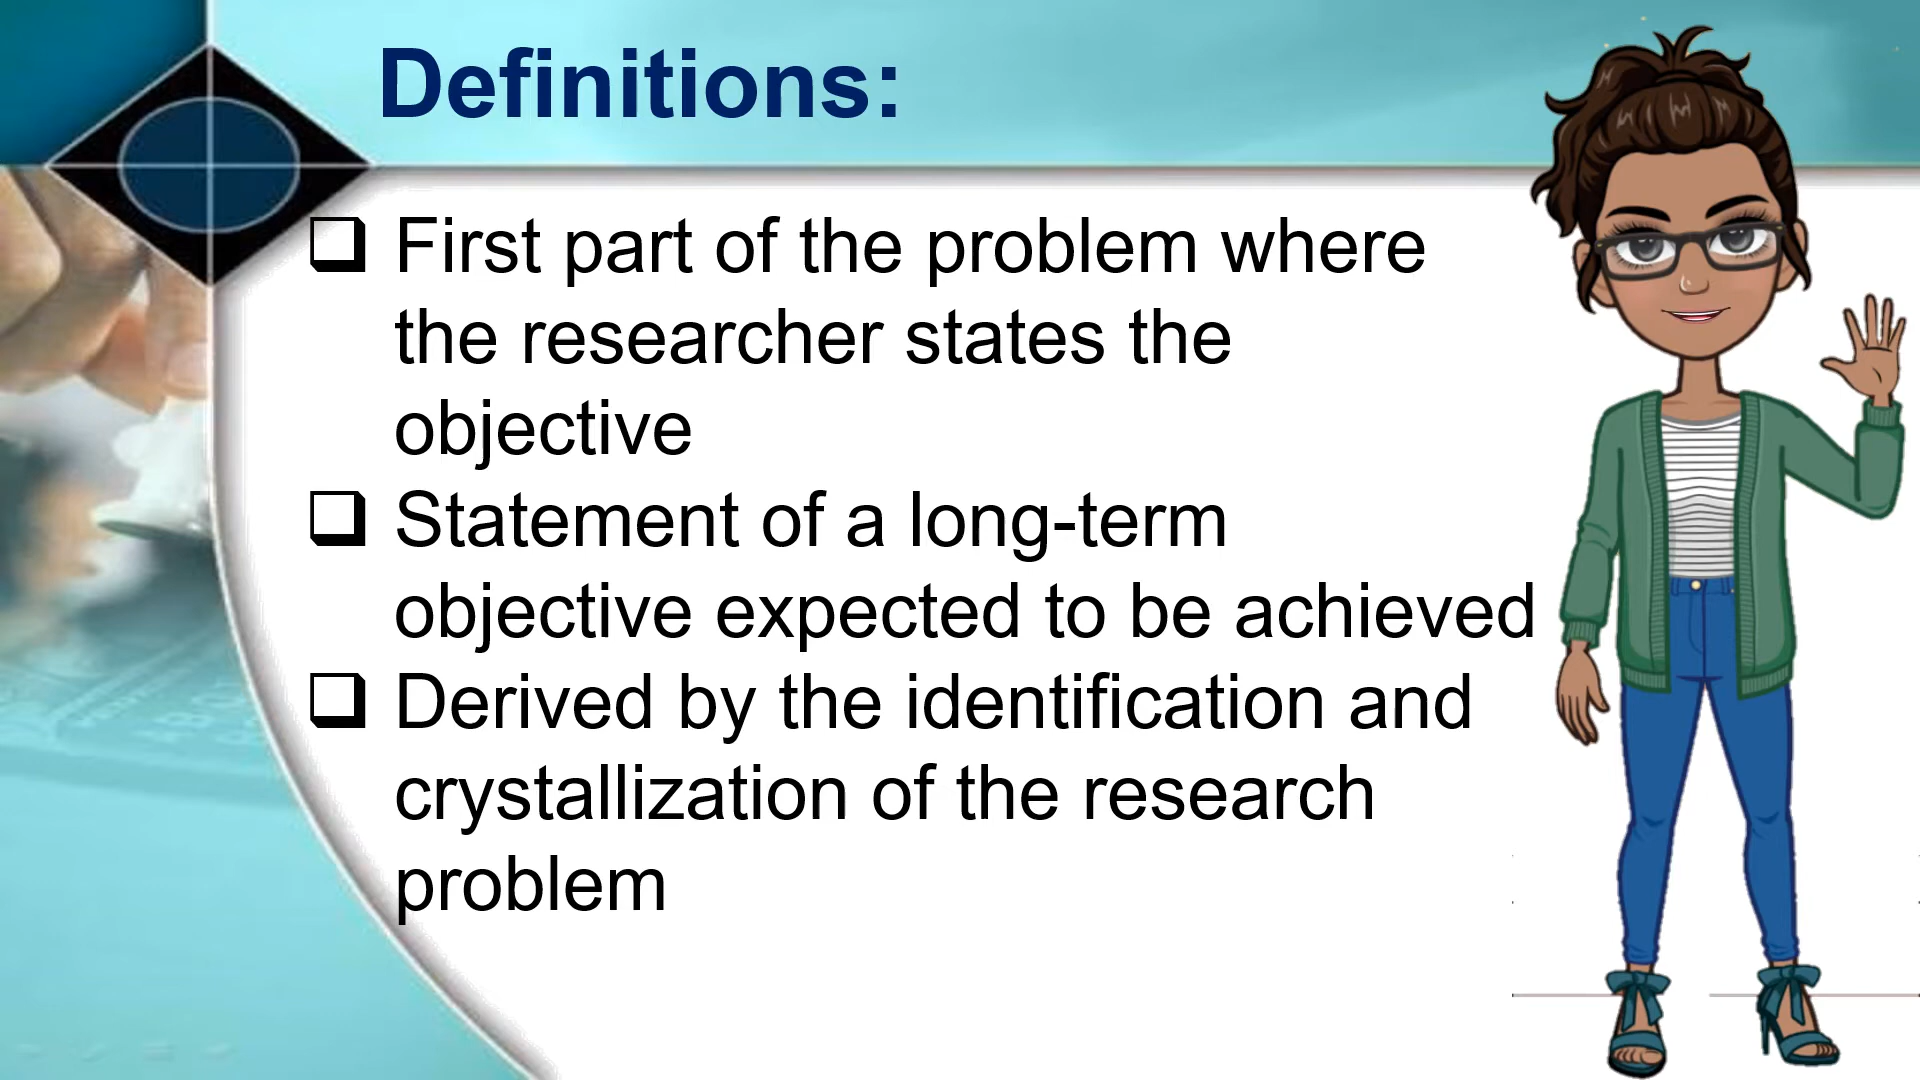 Definitions:
❑ First part of the problem where
the researcher states the
objective
❑ Statement of a long-term
objective expected to be achieved
❑ Derived by the identification and
crystallization of the research
problem